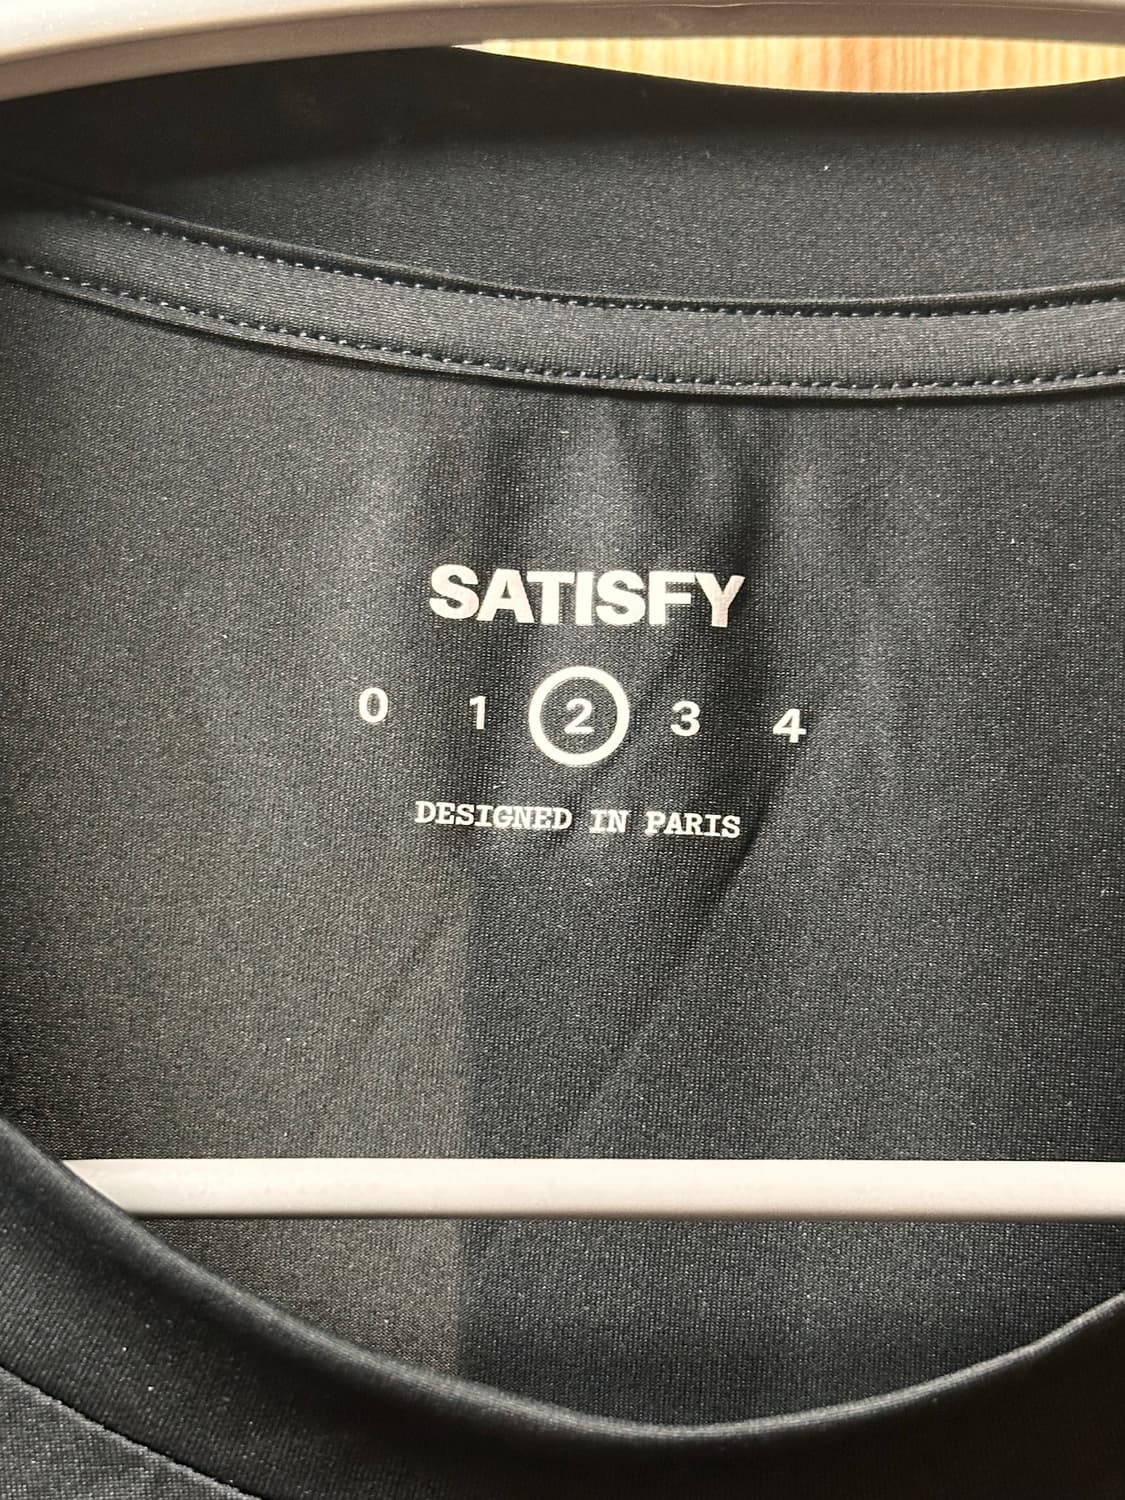 SATISFY
0 1 2 3 4
DESIGNED IN PARIS